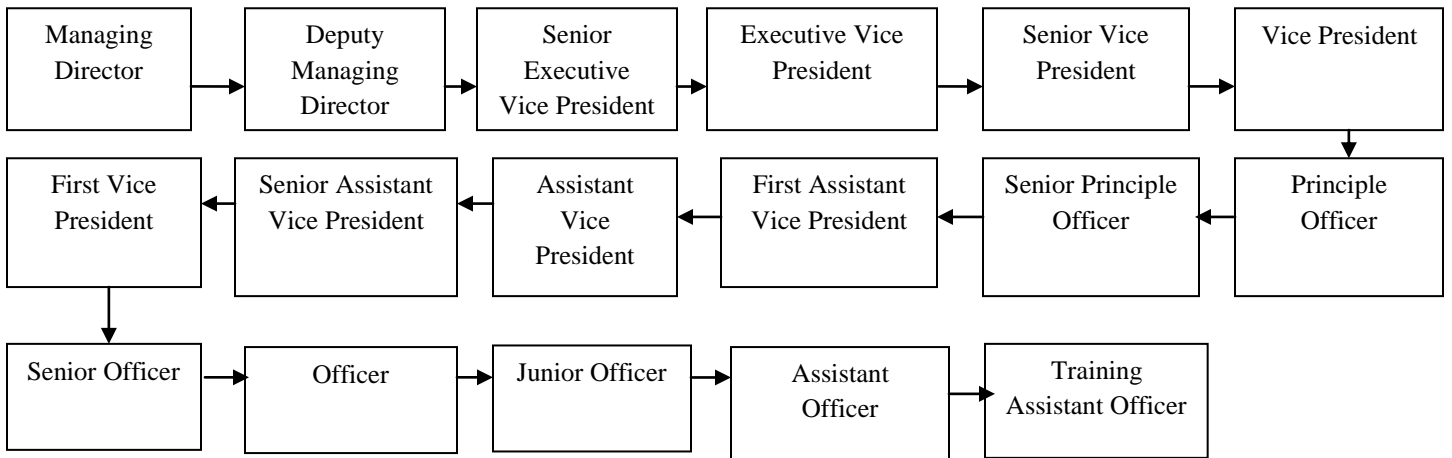 Managing
Director
Deputy
Managing
Director
Senior
Executive
Vice President
Executive Vice
President
Senior Vice
President
Vice President
First Vice
President
Senior Assistant
Vice President
Assistant
Vice
President
First Assistant
Vice President
Senior Principle
Officer
Principle
Officer
Senior Officer
Officer
Junior Officer
Assistant
Officer
Training
Assistant Officer